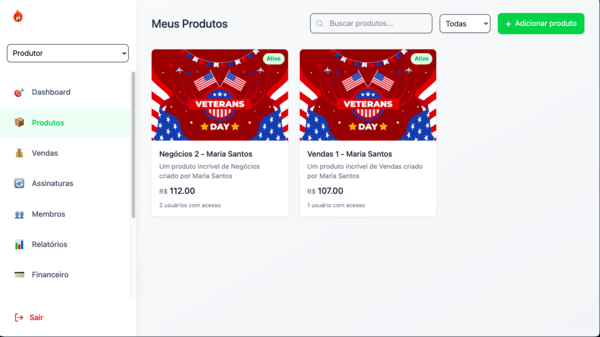 Meus Produtos
Buscar produtos...
Todas
+ Adicionar produto
Produtor
Dashboard
Produtos
Vendas
Assinaturas
Membros
Relatórios
Financeiro
Sair
Ativo
VETERANS
DAY
Negócios 2 - Maria Santos
Um produto incrível de Negócios
criado por Maria Santos
R$ 112.00
2 usuários com acesso
Ativo
VETERANS
DAY
Vendas 1 - Maria Santos
Um produto incrível de Vendas criado
por Maria Santos
R$ 107.00
1 usuário com acesso